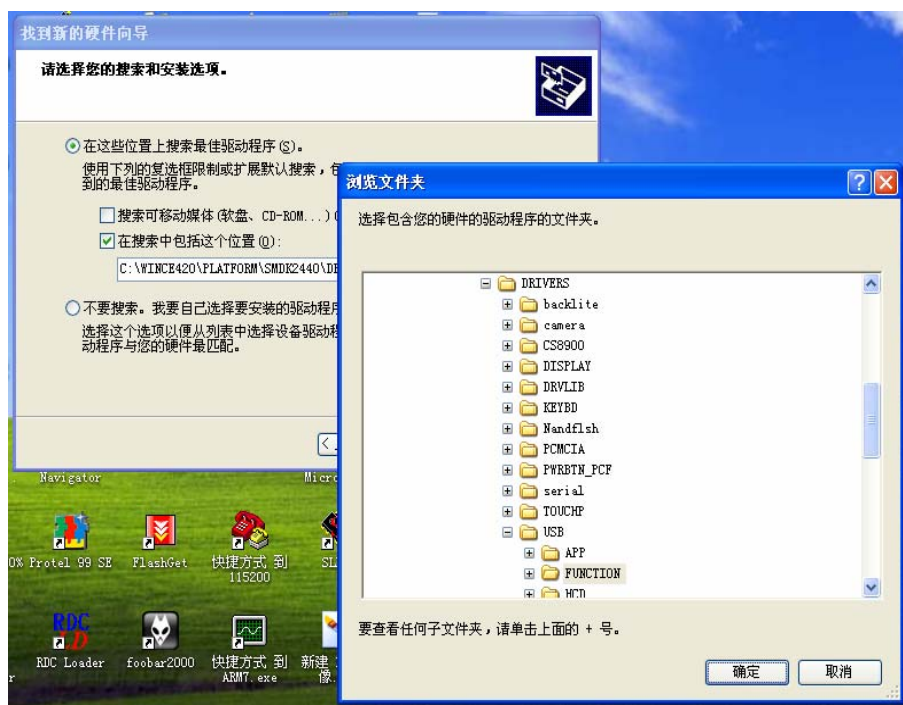 找到新的硬件向导
请选择您的搜索和安装选项。
在这些位置上搜索最佳驱动程序(S)。
使用下列的复选框限制或扩展默认搜索，
到的最佳驱动程序。
搜索可移动媒体(软盘、CD-ROM...)(
在搜索中包括这个位置(O):
C:\WINCE420\PLATFORM\SMDK2440\DR
不要搜索。我要自己选择要安装的驱动程序
选择这个选项以便从列表中选择设备驱动程
动程序与您的硬件最匹配。
<
浏览文件夹
选择包含您的硬件的驱动程序的文件夹。
DRIVERS
backlite
camera
CS8900
DISPLAY
DRVLIB
KEYBD
Nandflsh
PCMCIA
PWRBTN_PCF
serial
TOUCHP
USB
APP
FUNCTION
HCD
要查看任何子文件夹，请单击上面的 + 号。
确定
取消
Navigator
Micro
Protel 99 SE
FlashGet
快捷方式 到
115200
RDC
LD
RDC Loader
foobar2000
快捷方式 到
ARM7.exe
新建
像.